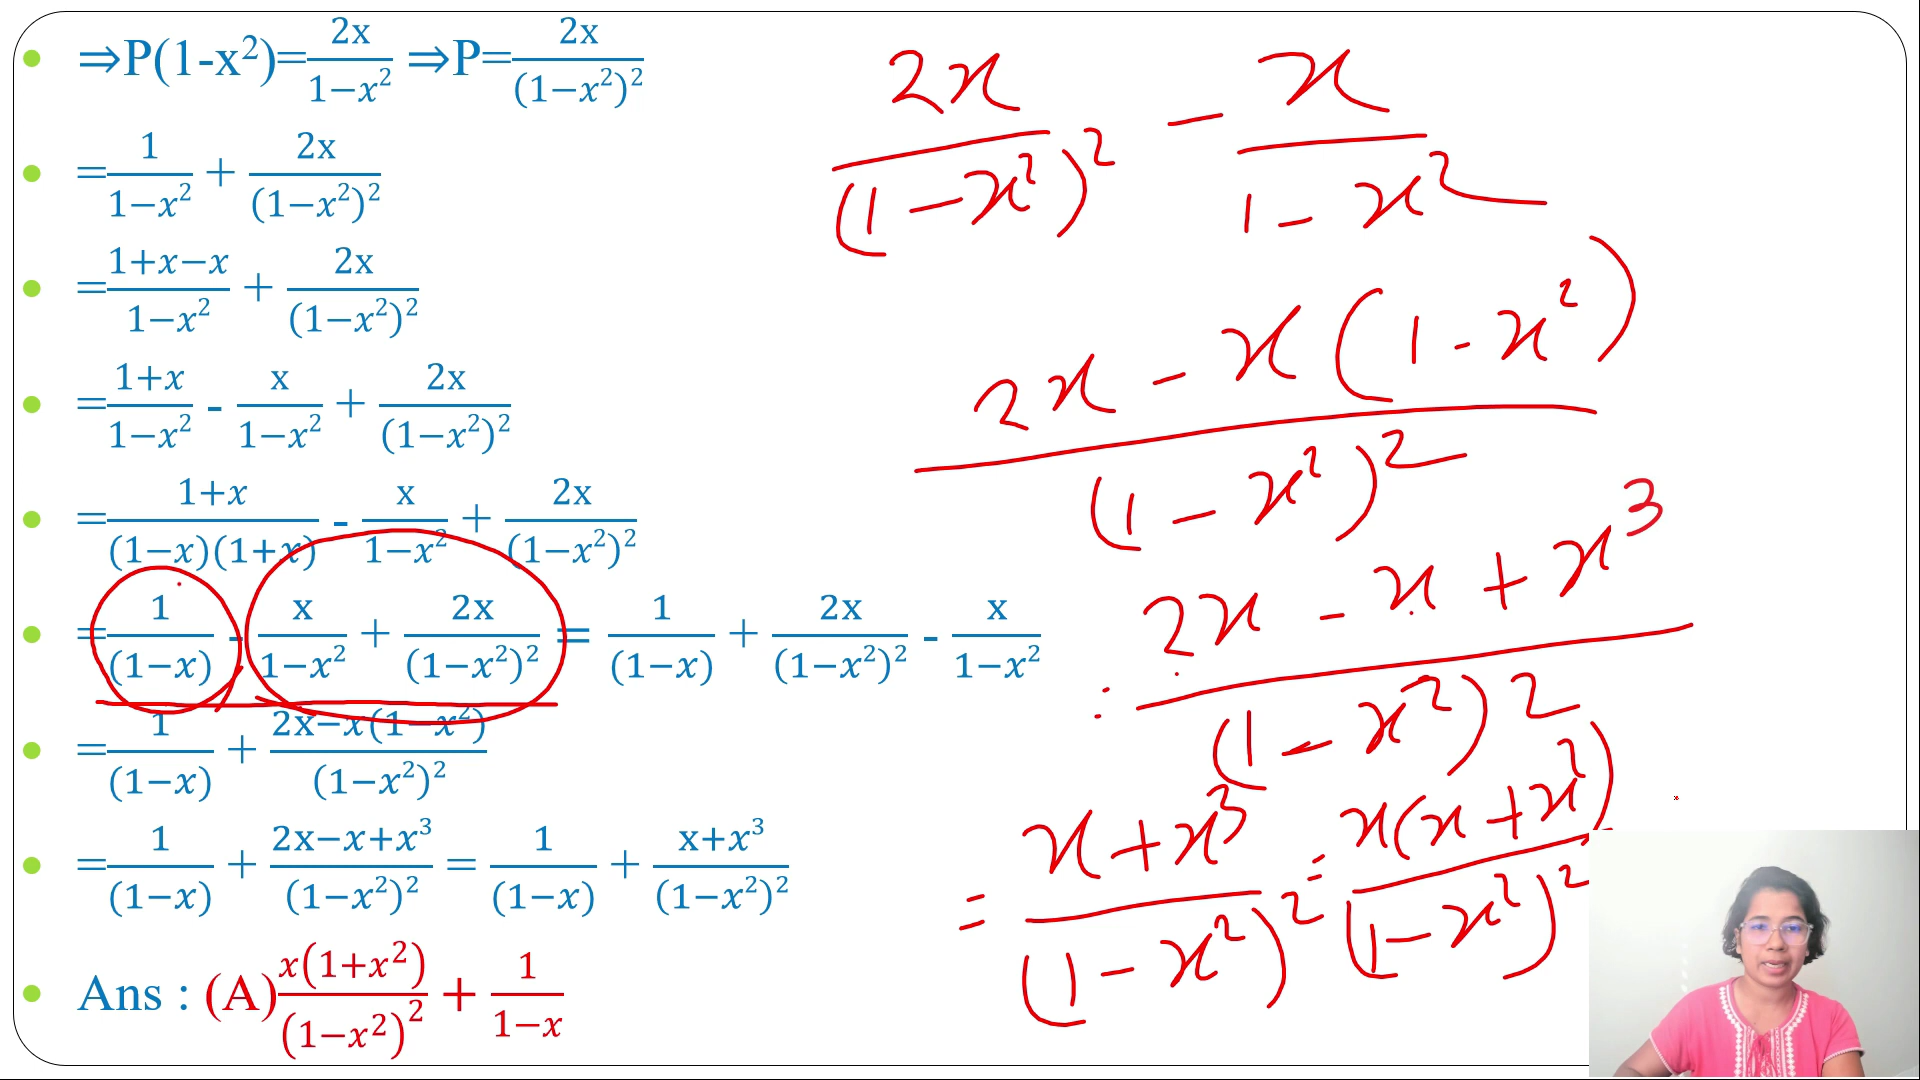 ⇒P(1-x²)=2x/(1−x²) ⇒P=2x/(1−x²)²
=1/(1−x²) + 2x/(1−x²)²
=(1+x−x)/(1−x²) + 2x/(1−x²)²
=(1+x)/(1−x²) - x/(1−x²) + 2x/(1−x²)²
=(1+x)/((1−x)(1+x)) - x/(1−x²) + 2x/(1−x²)²
=1/(1−x) - x/(1−x²) + 2x/(1−x²)² = 1/(1−x) + 2x/(1−x²)² - x/(1−x²)
=1/(1−x) + (2x−x(1−x²))/(1−x²)²
=1/(1−x) + (2x−x+x³)/(1−x²)² = 1/(1−x) + (x+x³)/(1−x²)²
Ans : (A) x(1+x²)/(1−x²)² + 1/(1−x)
2x/(1-x²)² - x/(1-x²)
(2x - x(1-x²))/(1-x²)²
: (2x - x + x³)/(1-x²)²
= (x+x³)/(1-x²)² = x(x+x²)/(1-x²)²